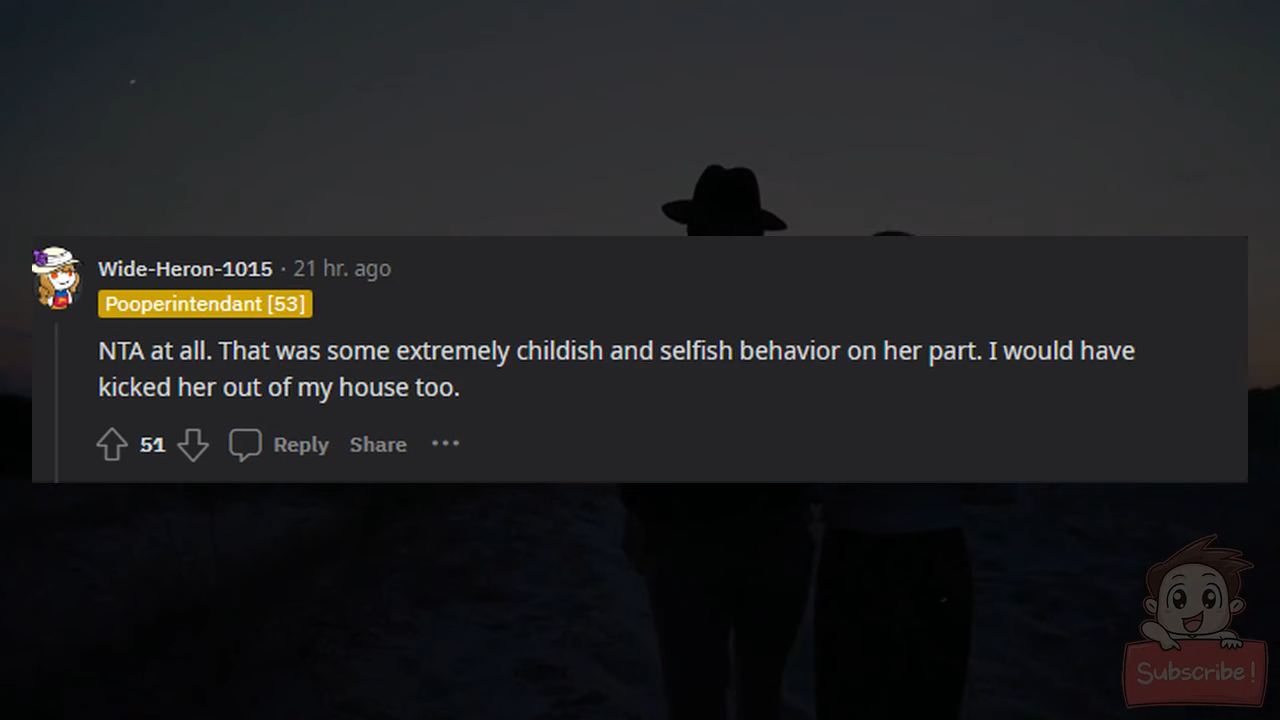 Wide-Heron-1015 · 21 hr. ago
Pooperintendant [53]
NTA at all. That was some extremely childish and selfish behavior on her part. I would have
kicked her out of my house too.
51 Reply Share ···
Subscribe!